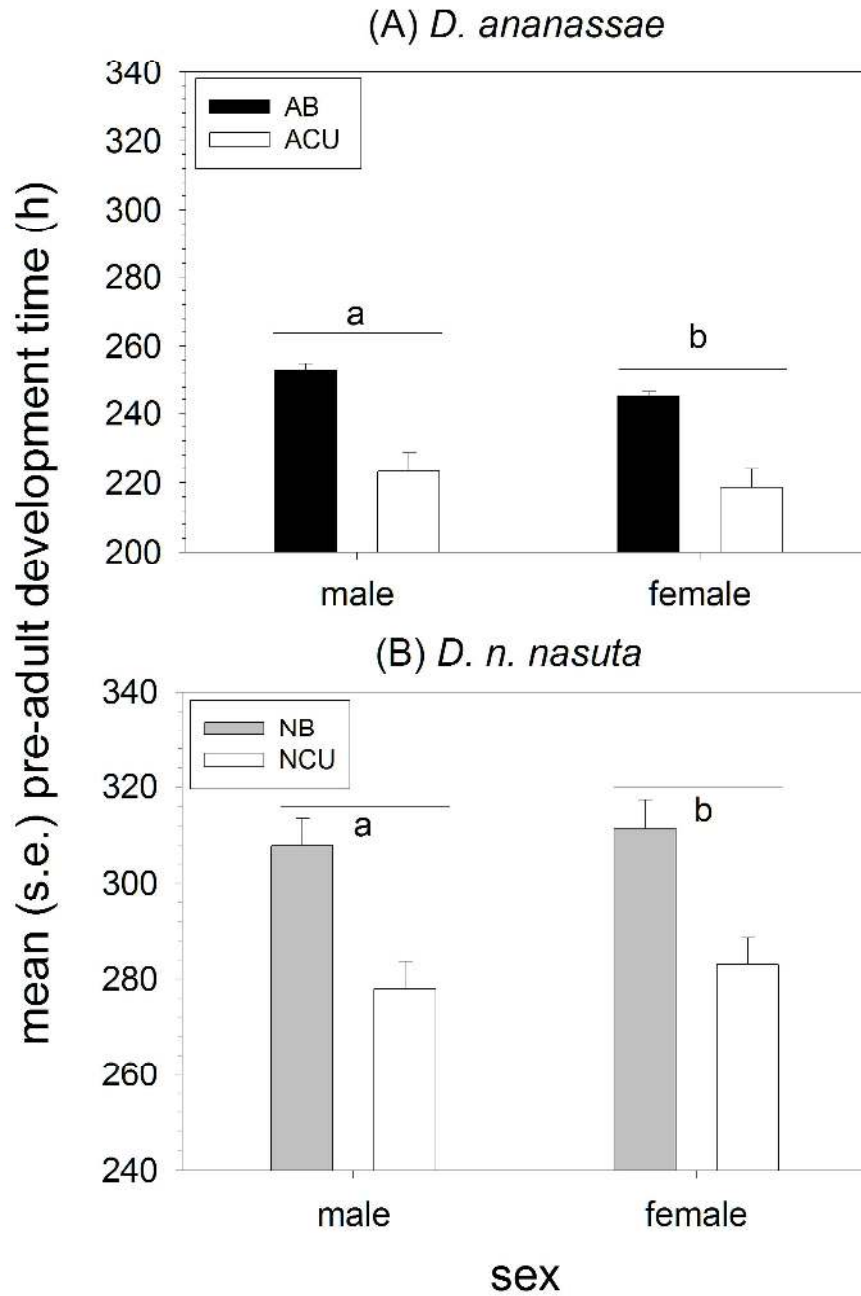 (A) D. ananassae
340
320
300
280
260
240
220
200
AB
ACU
a
b
male
female
(B) D. n. nasuta
340
320
300
280
260
240
NB
NCU
a
b
male
female
sex
mean (s.e.) pre-adult development time (h)